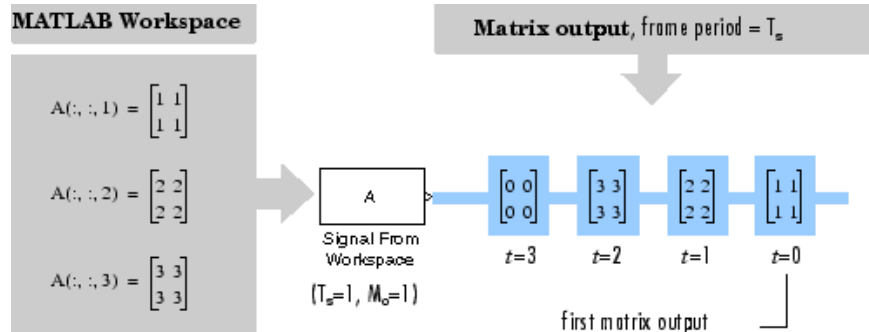 MATLAB Workspace
Matrix output, frame period = Tₛ
A(:, :, 1) = [1 1
1 1]
A(:, :, 2) = [2 2
2 2]
A(:, :, 3) = [3 3
3 3]
A
Signal From
Workspace
(Tₛ=1, Mₒ=1)
[0 0
0 0]
[3 3
3 3]
[2 2
2 2]
[1 1
1 1]
t=3
t=2
t=1
t=0
first matrix output